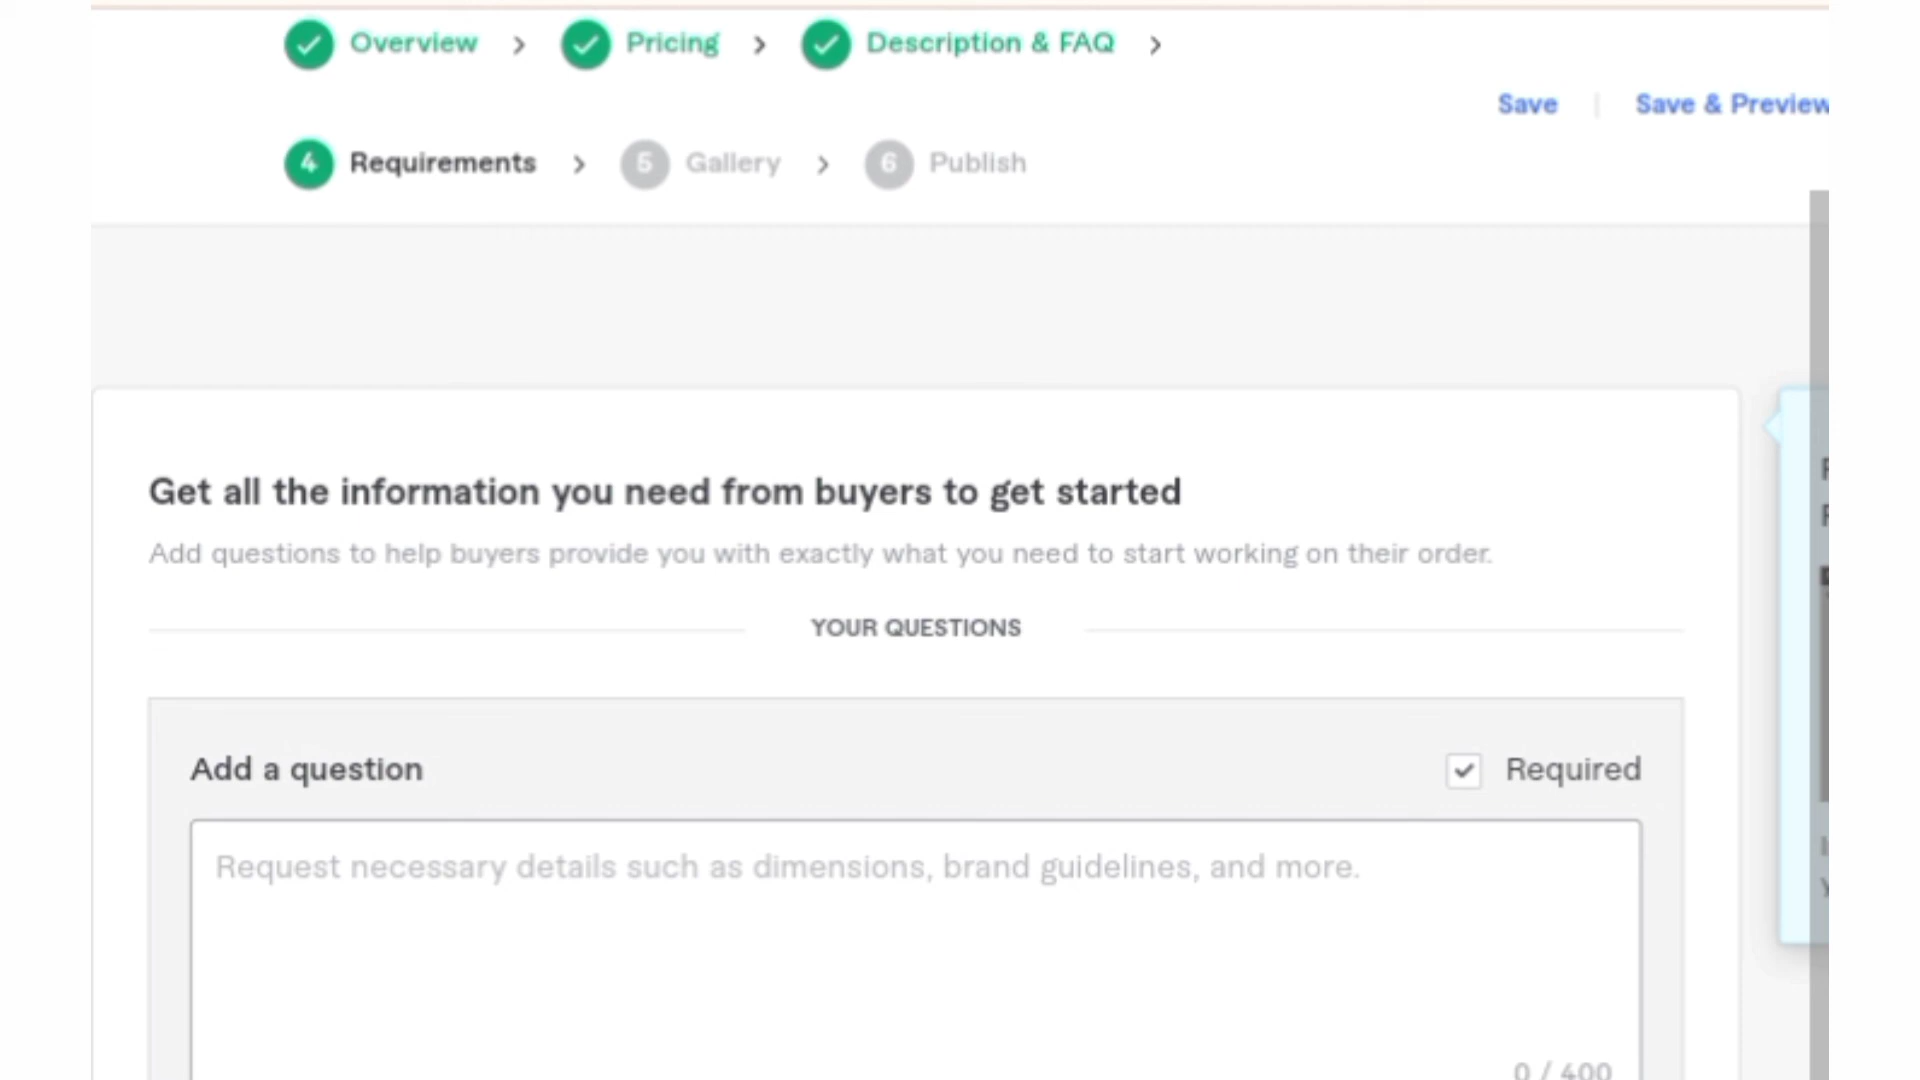 Overview > Pricing > Description & FAQ >
Save | Save & Preview
4 Requirements > 5 Gallery > 6 Publish
Get all the information you need from buyers to get started
Add questions to help buyers provide you with exactly what you need to start working on their order.
YOUR QUESTIONS
Add a question Required
Request necessary details such as dimensions, brand guidelines, and more.
0 / 400